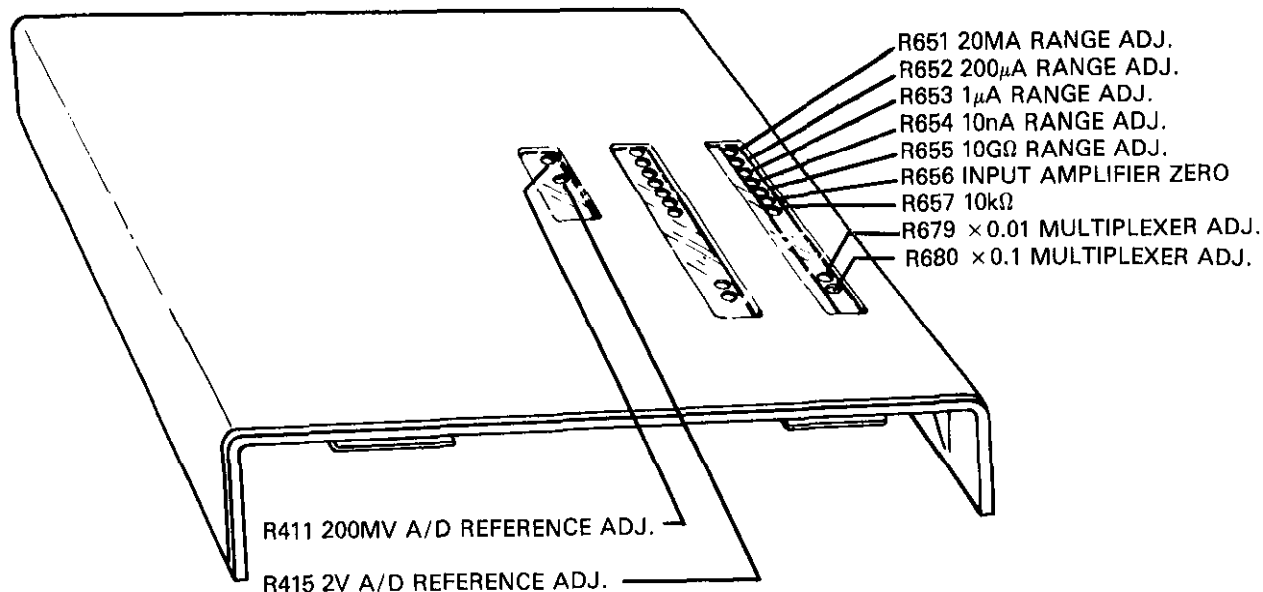 R651 20MA RANGE ADJ.
R652 200μA RANGE ADJ.
R653 1μA RANGE ADJ.
R654 10nA RANGE ADJ.
R655 10GΩ RANGE ADJ.
R656 INPUT AMPLIFIER ZERO
R657 10kΩ
R679 ×0.01 MULTIPLEXER ADJ.
R680 ×0.1 MULTIPLEXER ADJ.
R411 200MV A/D REFERENCE ADJ.
R415 2V A/D REFERENCE ADJ.